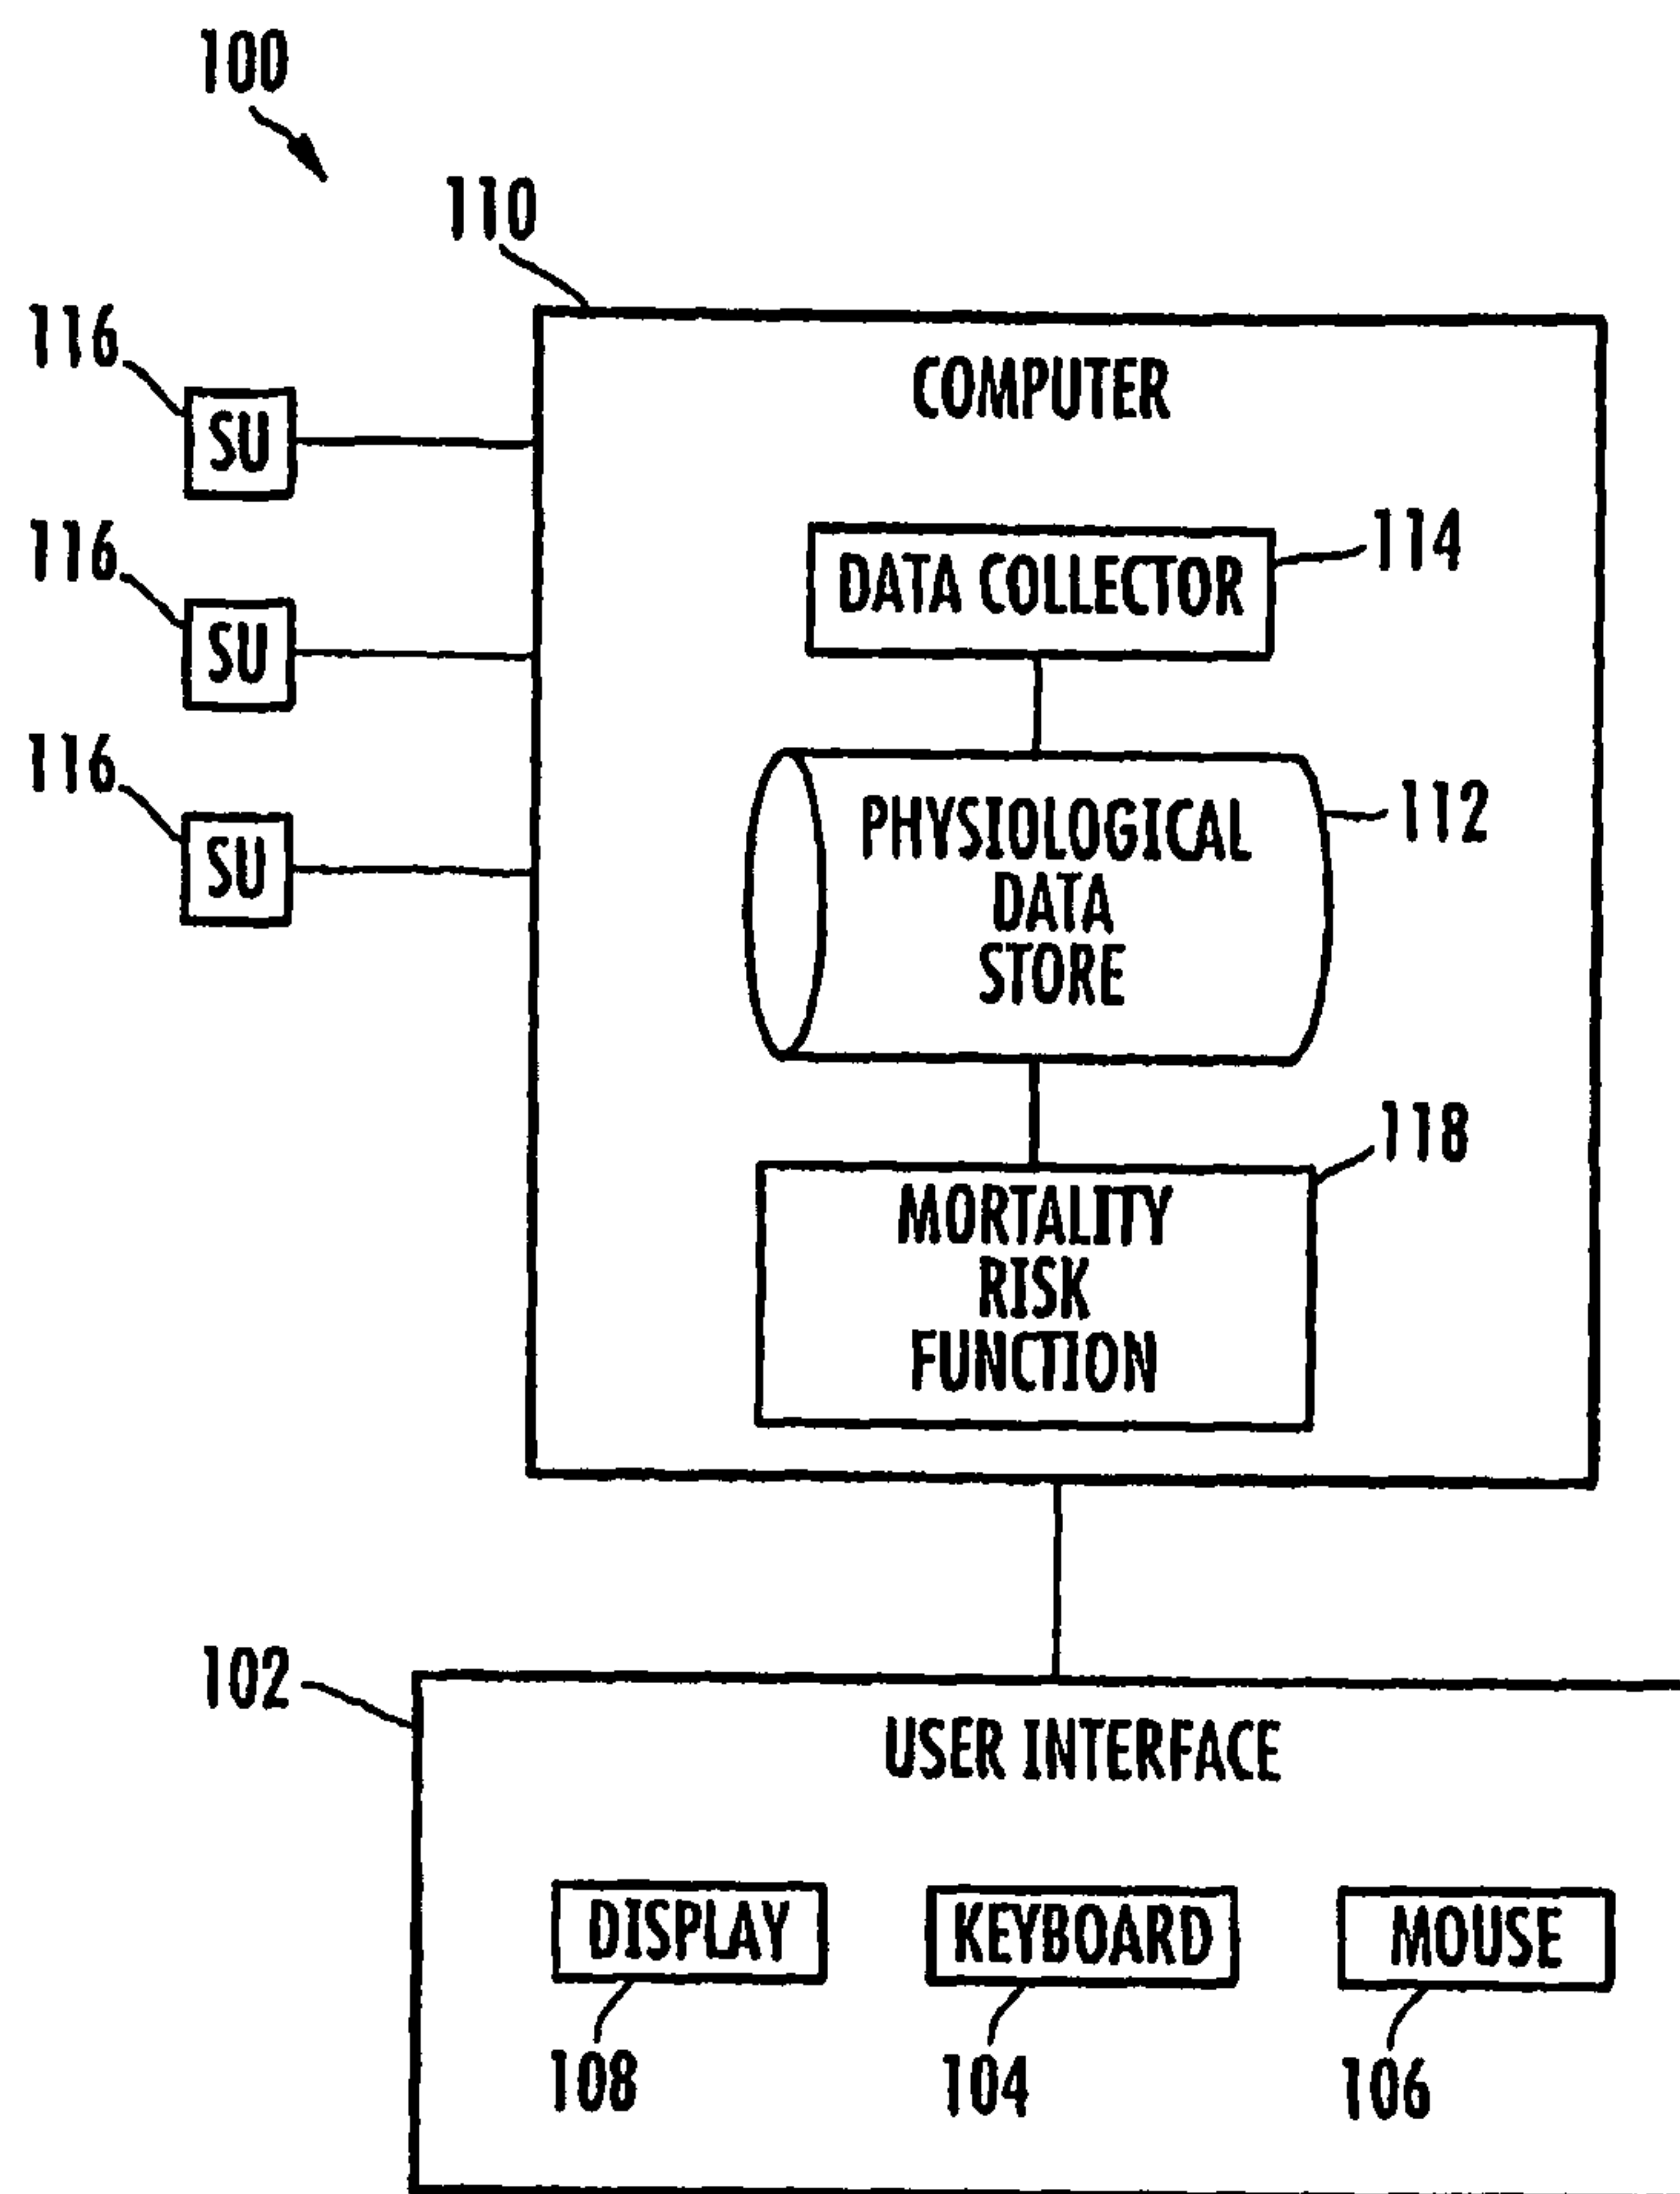 100
110
116
SU
116
SU
116
SU
COMPUTER
DATA COLLECTOR
114
PHYSIOLOGICAL
DATA
STORE
112
MORTALITY
RISK
FUNCTION
118
102
USER INTERFACE
DISPLAY
KEYBOARD
MOUSE
108
104
106